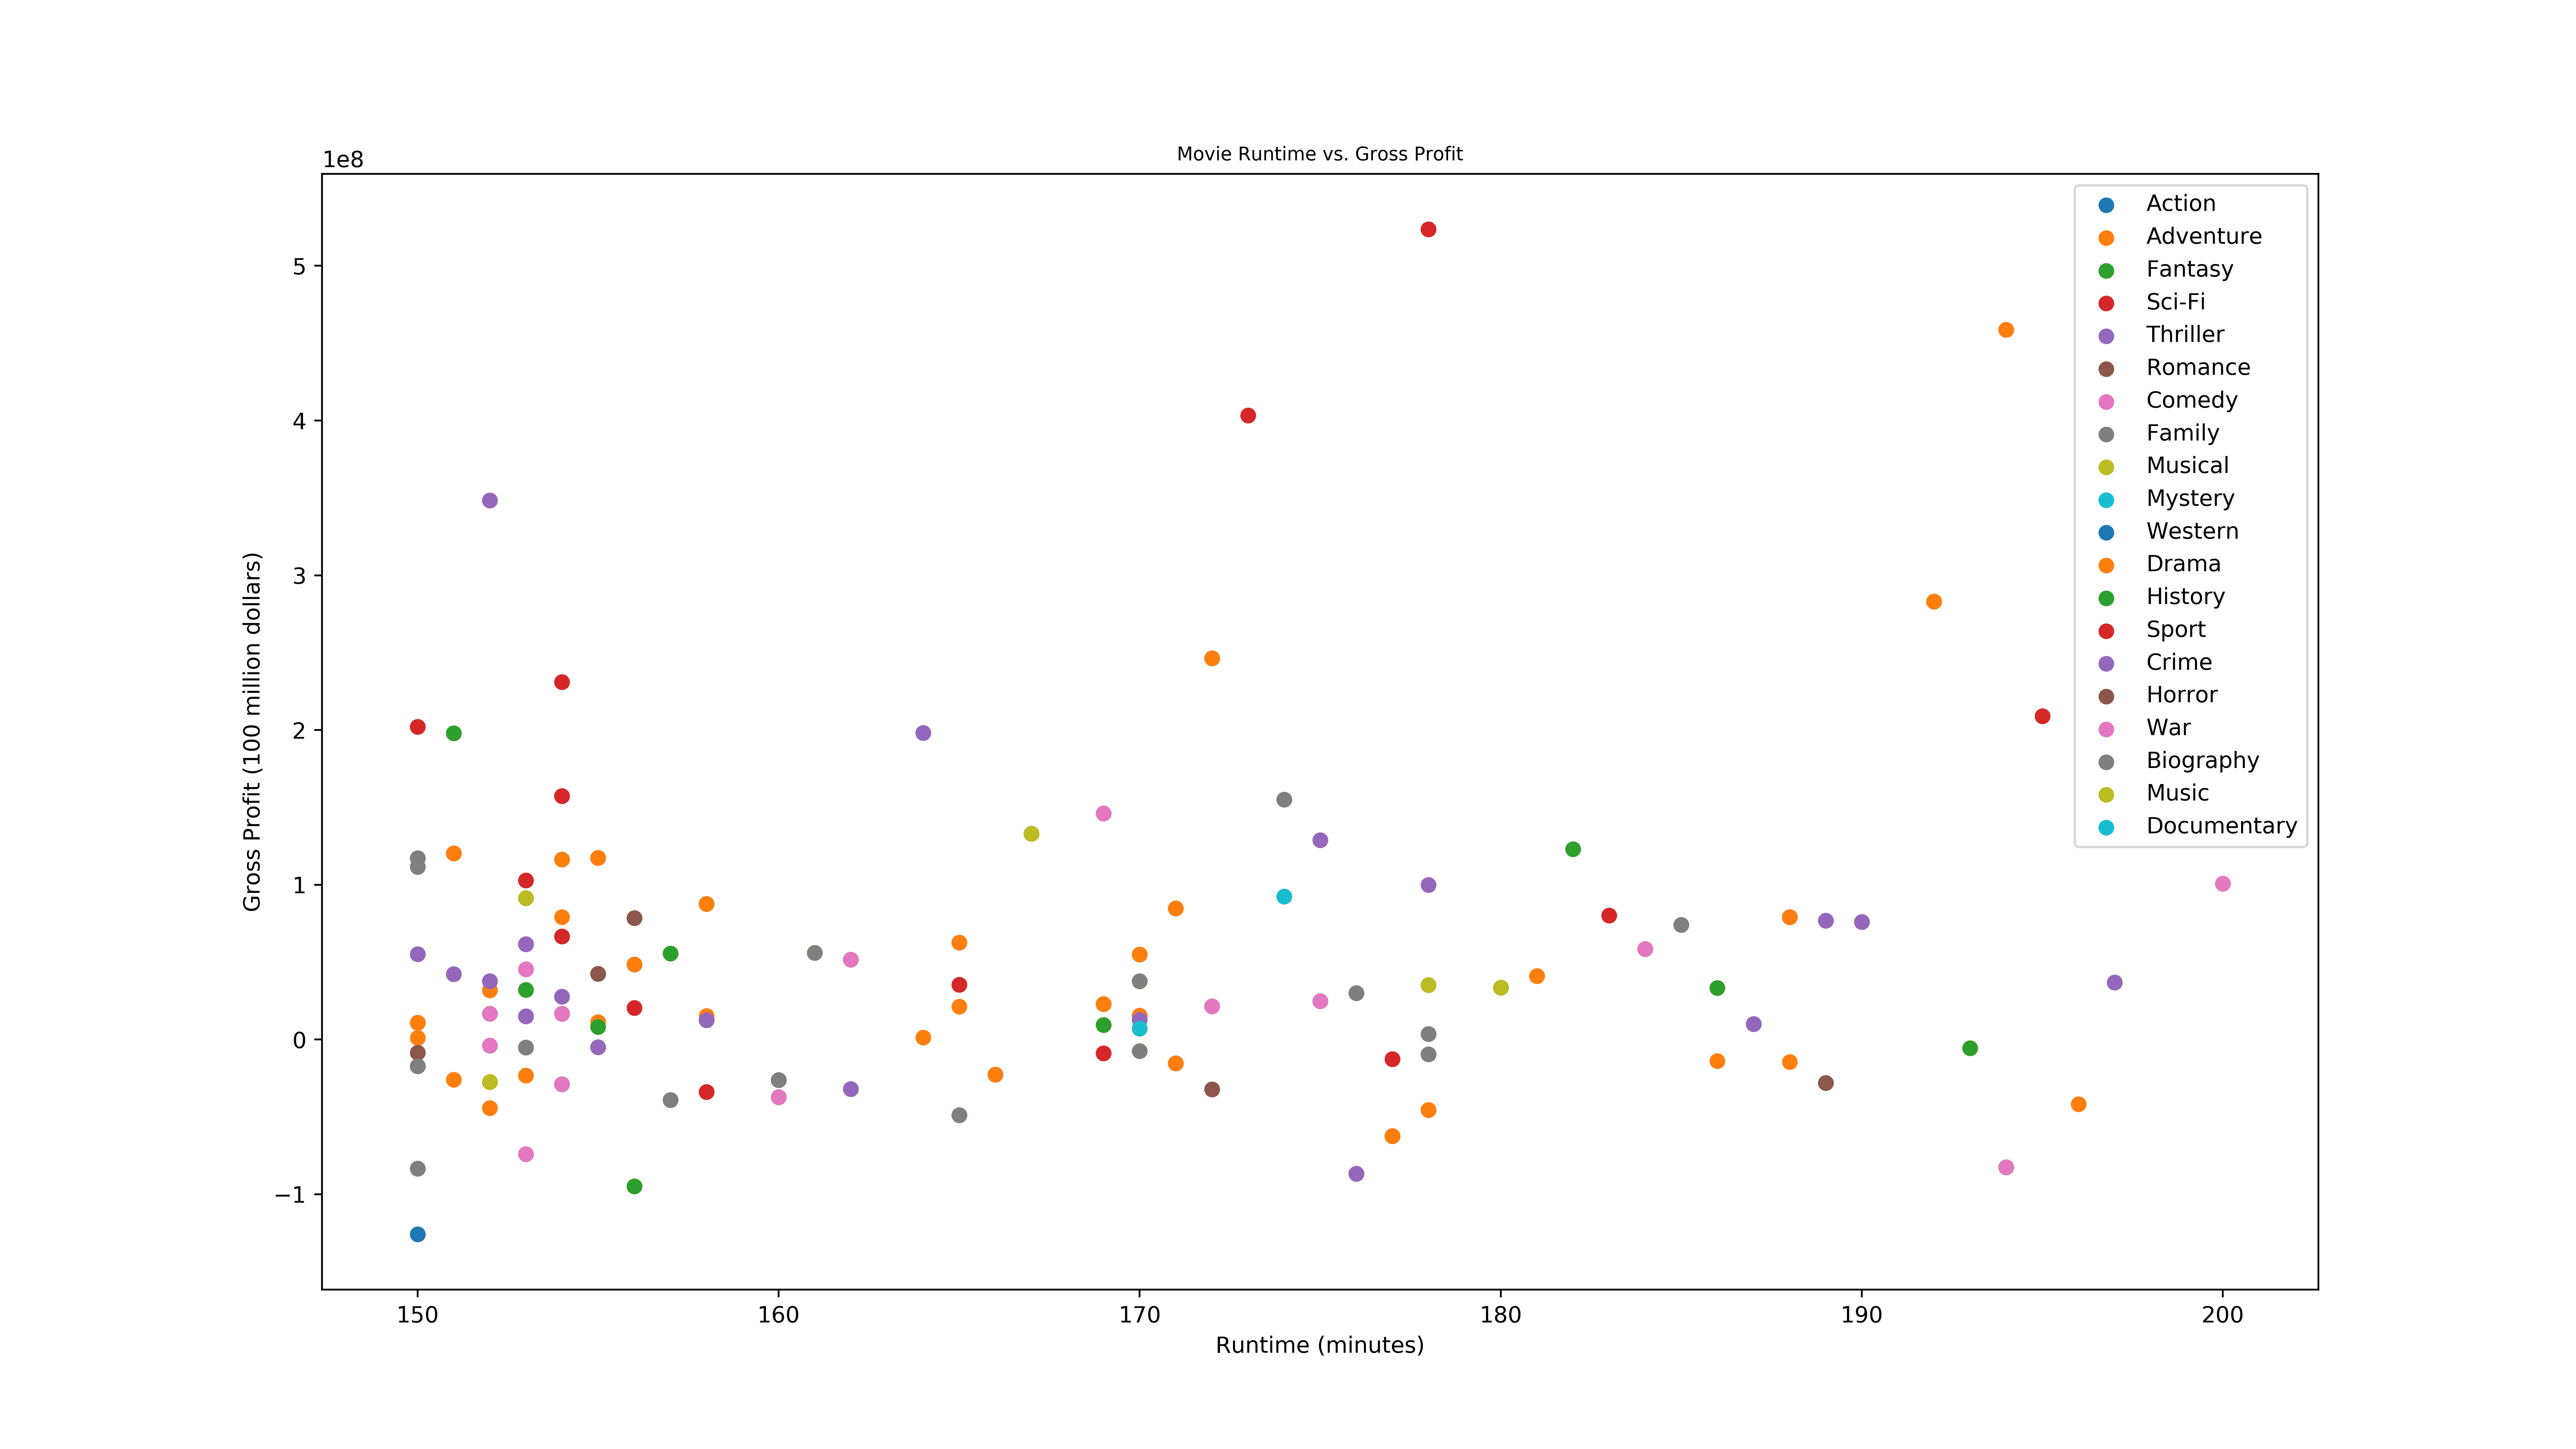 Movie Runtime vs. Gross Profit
1e8
5
4
3
2
1
0
−1
Gross Profit (100 million dollars)
150 160 170 180 190 200
Runtime (minutes)
Action
Adventure
Fantasy
Sci-Fi
Thriller
Romance
Comedy
Family
Musical
Mystery
Western
Drama
History
Sport
Crime
Horror
War
Biography
Music
Documentary